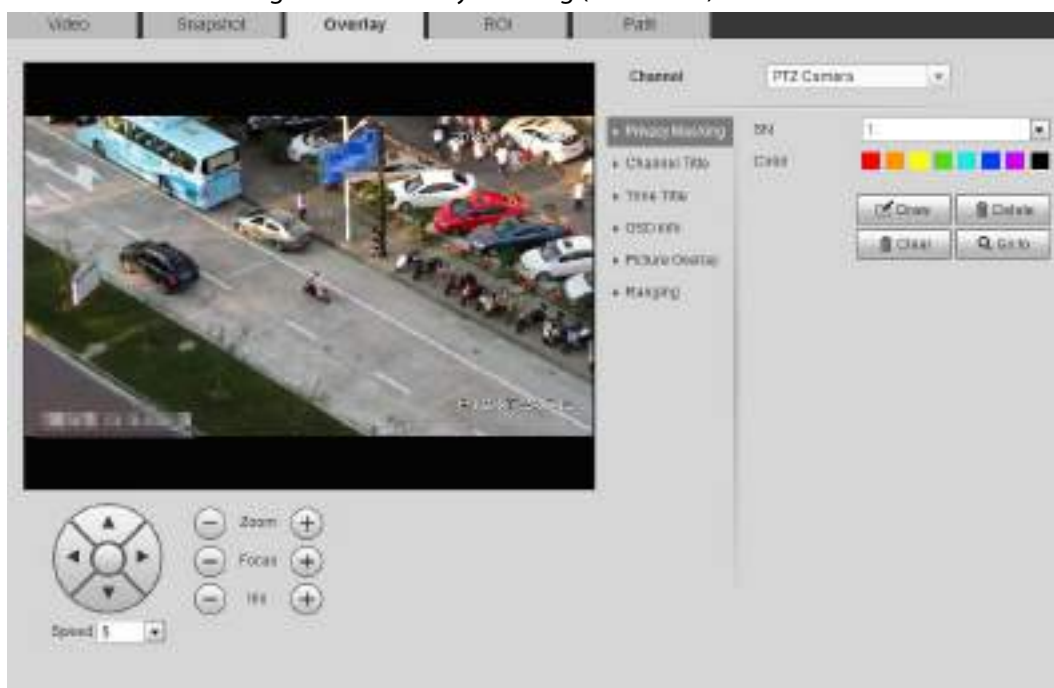 Video Snapshot Overlay ROI Path
Channel PTZ Camera
Privacy Masking
Channel Title
Time Title
OSD Info
Picture Overlay
Ranging
SN 1
Color
Draw Delete
Clear Go to
Zoom
Focus
Iris
Speed 5